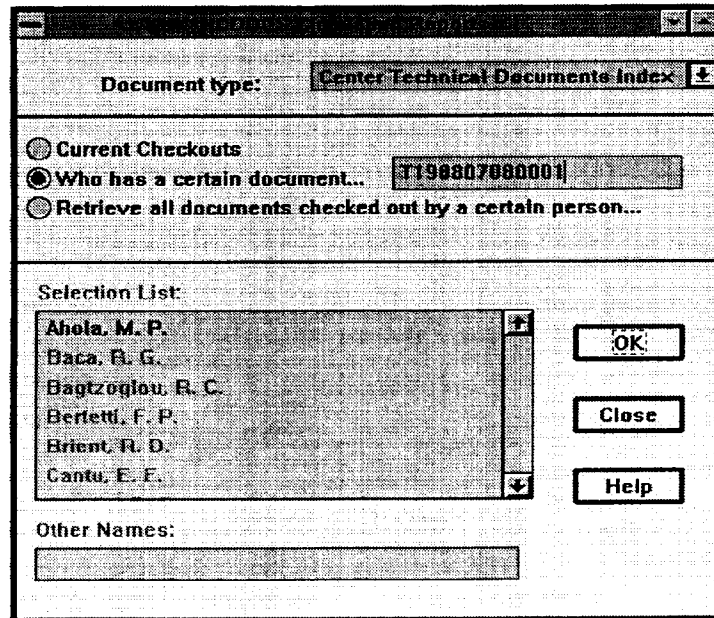 Document type: Center Technical Documents Index
Current Checkouts
Who has a certain document... T198807080001
Retrieve all documents checked out by a certain person...
Selection List:
Ahola, M. P.
Baca, R. G.
Bagtzoglou, R. C.
Bertetti, F. P.
Brient, R. D.
Cantu, E. F.
OK
Close
Help
Other Names: